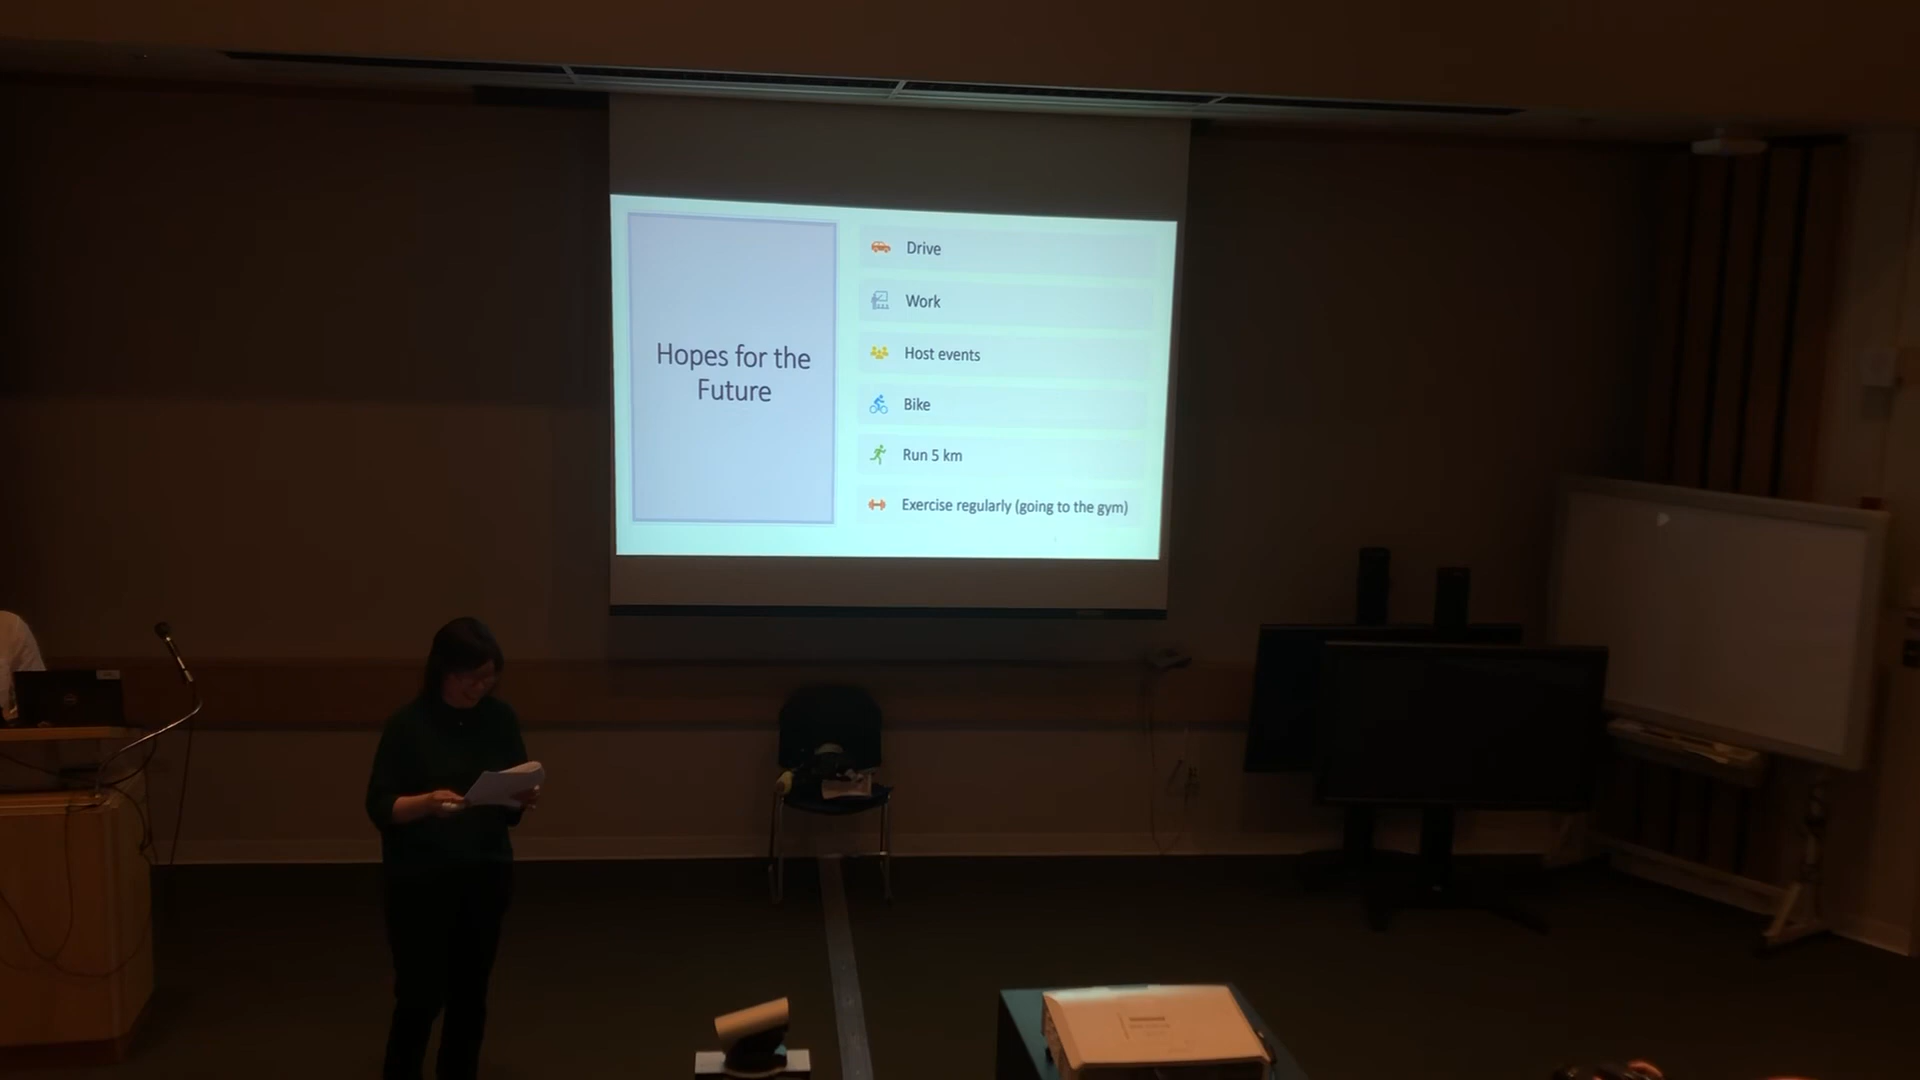 Hopes for the
Future
Drive
Work
Host events
Bike
Run 5 km
Exercise regularly (going to the gym)